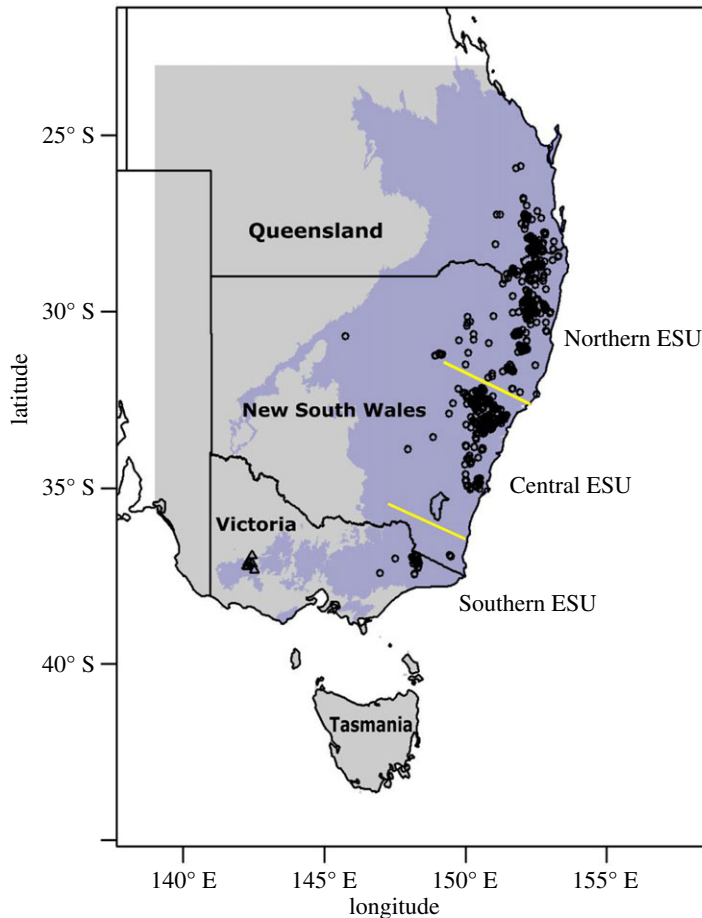 25° S
Queensland
30° S
Northern ESU
latitude
New South Wales
35° S
Central ESU
Victoria
Southern ESU
40° S
Tasmania
140° E
145° E
150° E
155° E
longitude